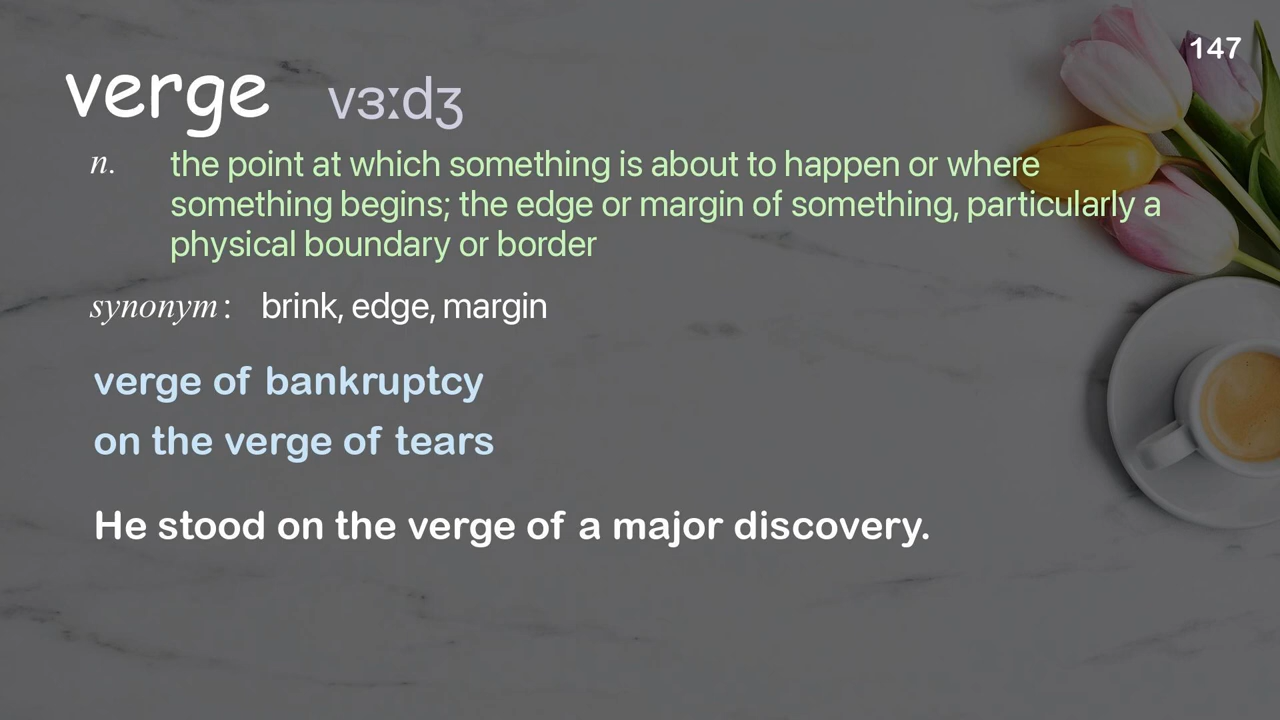 147
verge vɜːdʒ
n. the point at which something is about to happen or where
something begins; the edge or margin of something, particularly a
physical boundary or border
synonym: brink, edge, margin
verge of bankruptcy
on the verge of tears
He stood on the verge of a major discovery.